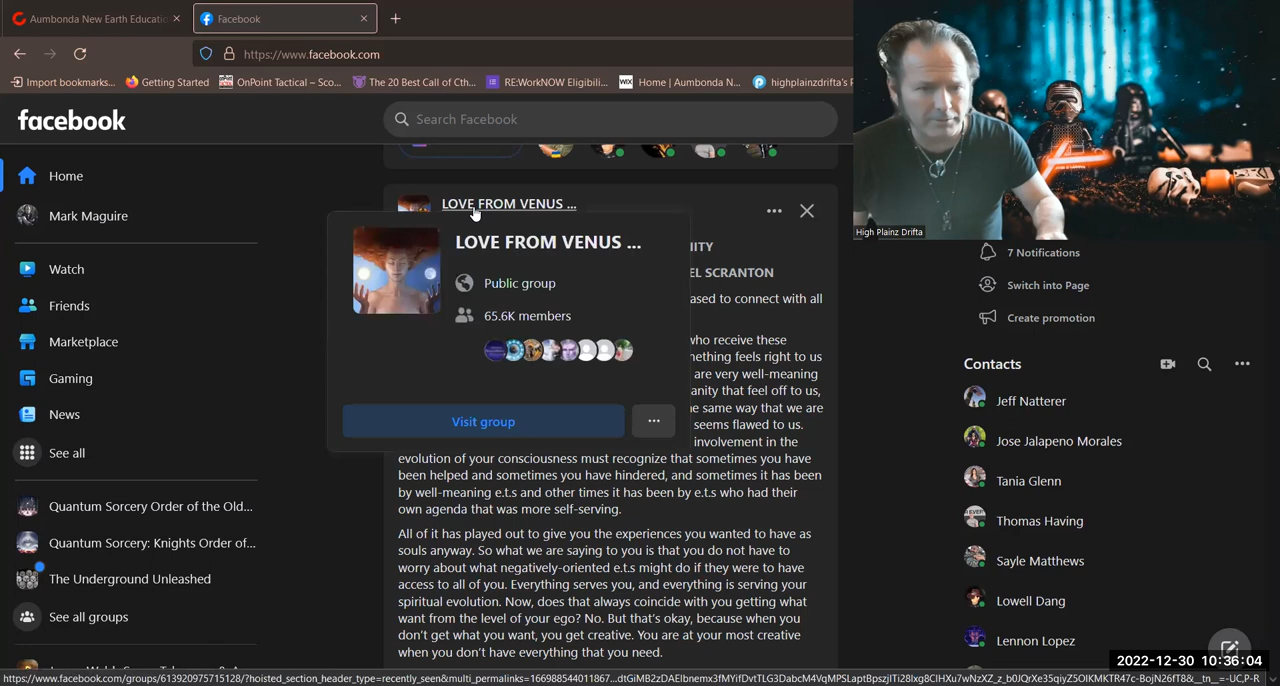 Aumbonda New Earth Educatio
Facebook
https://www.facebook.com
Import bookmarks...
Getting Started
OnPoint Tactical – Sco...
The 20 Best Call of Cth...
RE:WorkNOW Eligibili...
WIX
Home | Aumbonda N...
highplainzdrifta's
facebook
Search Facebook
Home
Mark Maguire
Watch
Friends
Marketplace
Gaming
News
See all
Quantum Sorcery Order of the Old...
Quantum Sorcery: Knights Order of...
The Underground Unleashed
See all groups
LOVE FROM VENUS ...
LOVE FROM VENUS ...
Public group
65.6K members
Visit group
NITY
EL SCRANTON
ased to connect with all
who receive these
mething feels right to us
are very well-meaning
anity that feel off to us,
e same way that we are
seems flawed to us.
involvement in the
evolution of your consciousness must recognize that sometimes you have
been helped and sometimes you have hindered, and sometimes it has been
by well-meaning e.t.s and other times it has been by e.t.s who had their
own agenda that was more self-serving.
All of it has played out to give you the experiences you wanted to have as
souls anyway. So what we are saying to you is that you do not have to
worry about what negatively-oriented e.t.s might do if they were to have
access to all of you. Everything serves you, and everything is serving your
spiritual evolution. Now, does that always coincide with you getting what
want from the level of your ego? No. But that's okay, because when you
don't get what you want, you get creative. You are at your most creative
when you don't have everything that you need.
High Plainz Drifta
7 Notifications
Switch into Page
Create promotion
Contacts
Jeff Natterer
Jose Jalapeno Morales
Tania Glenn
Thomas Having
Sayle Matthews
Lowell Dang
Lennon Lopez
2022-12-30 10:36:04